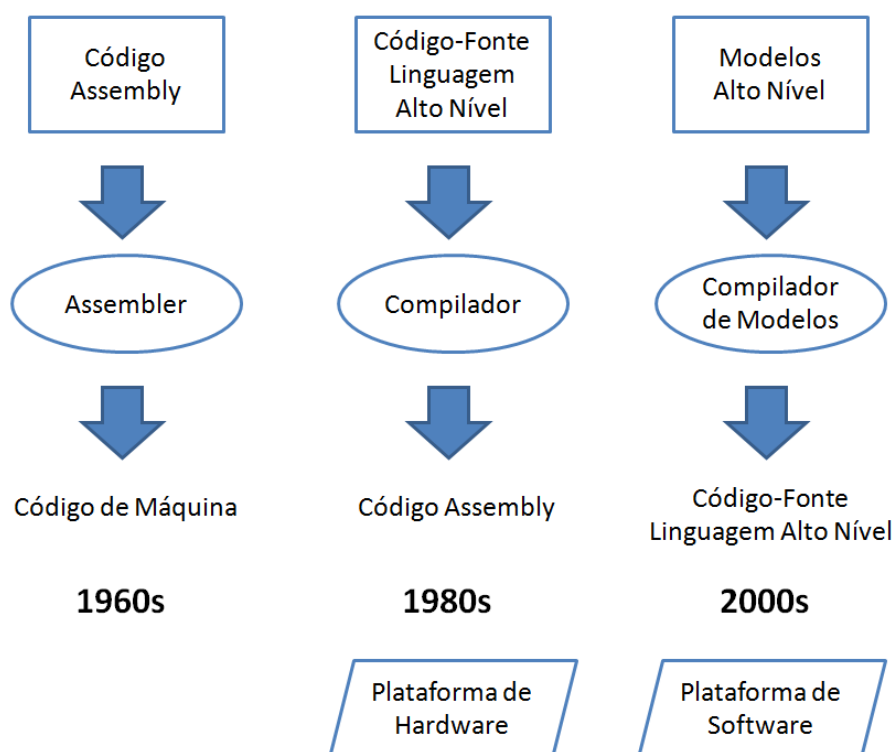 Código
Assembly
Código-Fonte
Linguagem
Alto Nível
Modelos
Alto Nível
Assembler
Compilador
Compilador
de Modelos
Código de Máquina
Código Assembly
Código-Fonte
Linguagem Alto Nível
1960s
1980s
2000s
Plataforma de
Hardware
Plataforma de
Software